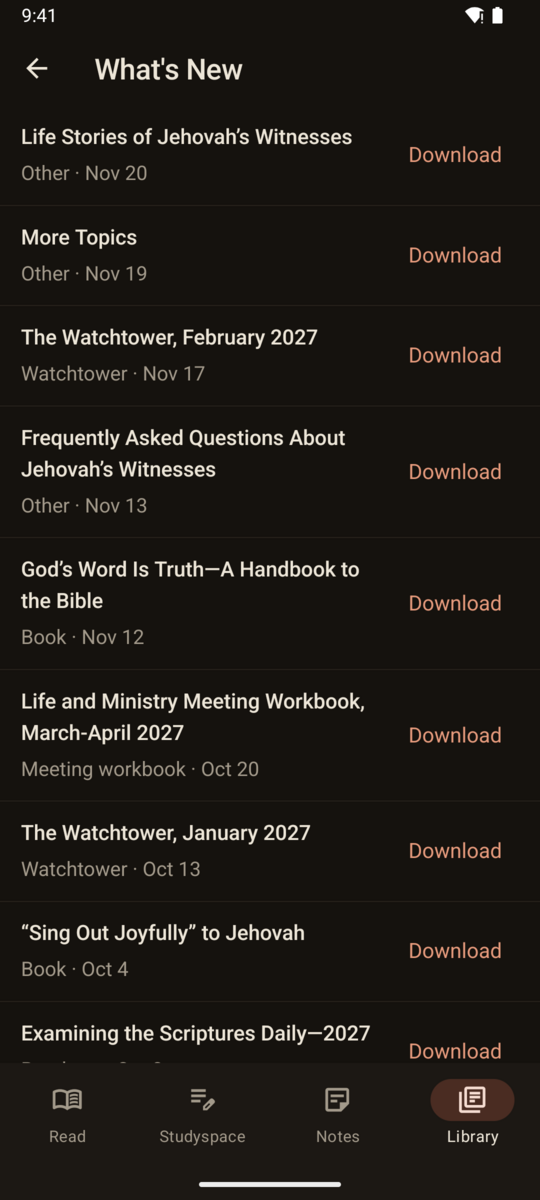 9:41
What's New
Life Stories of Jehovah’s Witnesses
Other · Nov 20
Download
More Topics
Other · Nov 19
Download
The Watchtower, February 2027
Watchtower · Nov 17
Download
Frequently Asked Questions About
Jehovah’s Witnesses
Other · Nov 13
Download
God’s Word Is Truth—A Handbook to
the Bible
Book · Nov 12
Download
Life and Ministry Meeting Workbook,
March-April 2027
Meeting workbook · Oct 20
Download
The Watchtower, January 2027
Watchtower · Oct 13
Download
“Sing Out Joyfully” to Jehovah
Book · Oct 4
Download
Examining the Scriptures Daily—2027
Download
Read
Studyspace
Notes
Library